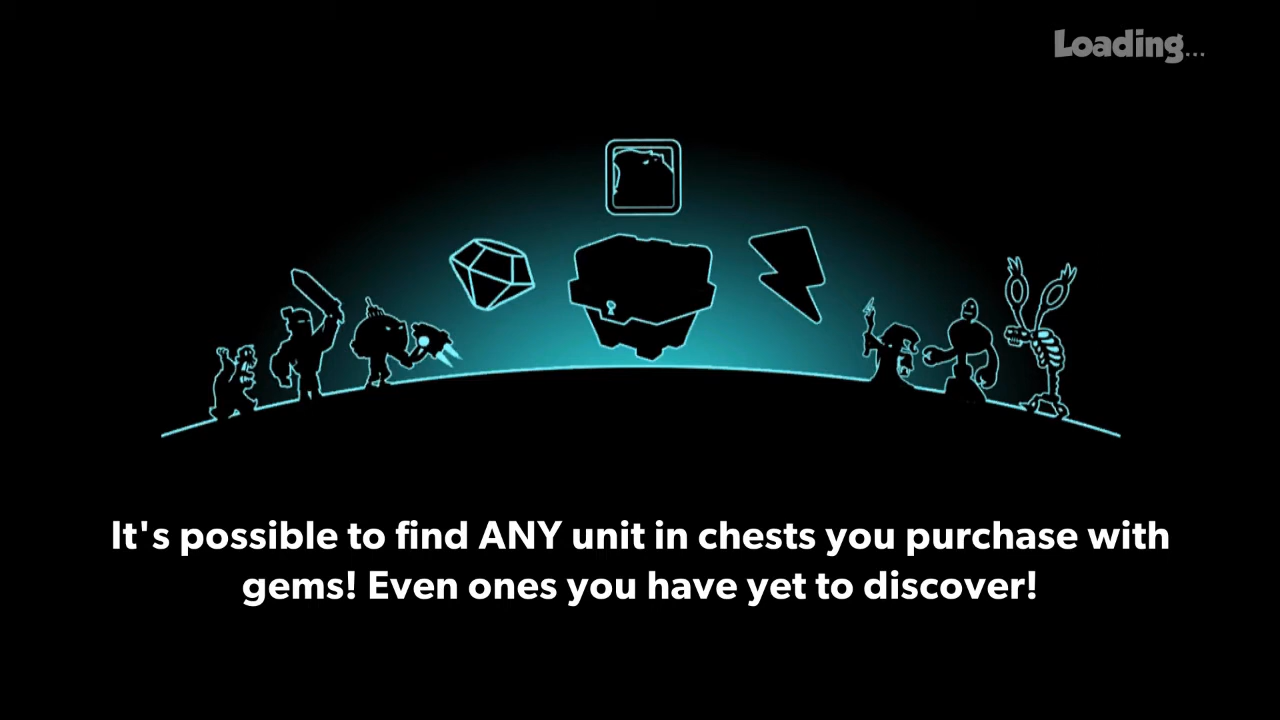 Loading...
It's possible to find ANY unit in chests you purchase with
gems! Even ones you have yet to discover!